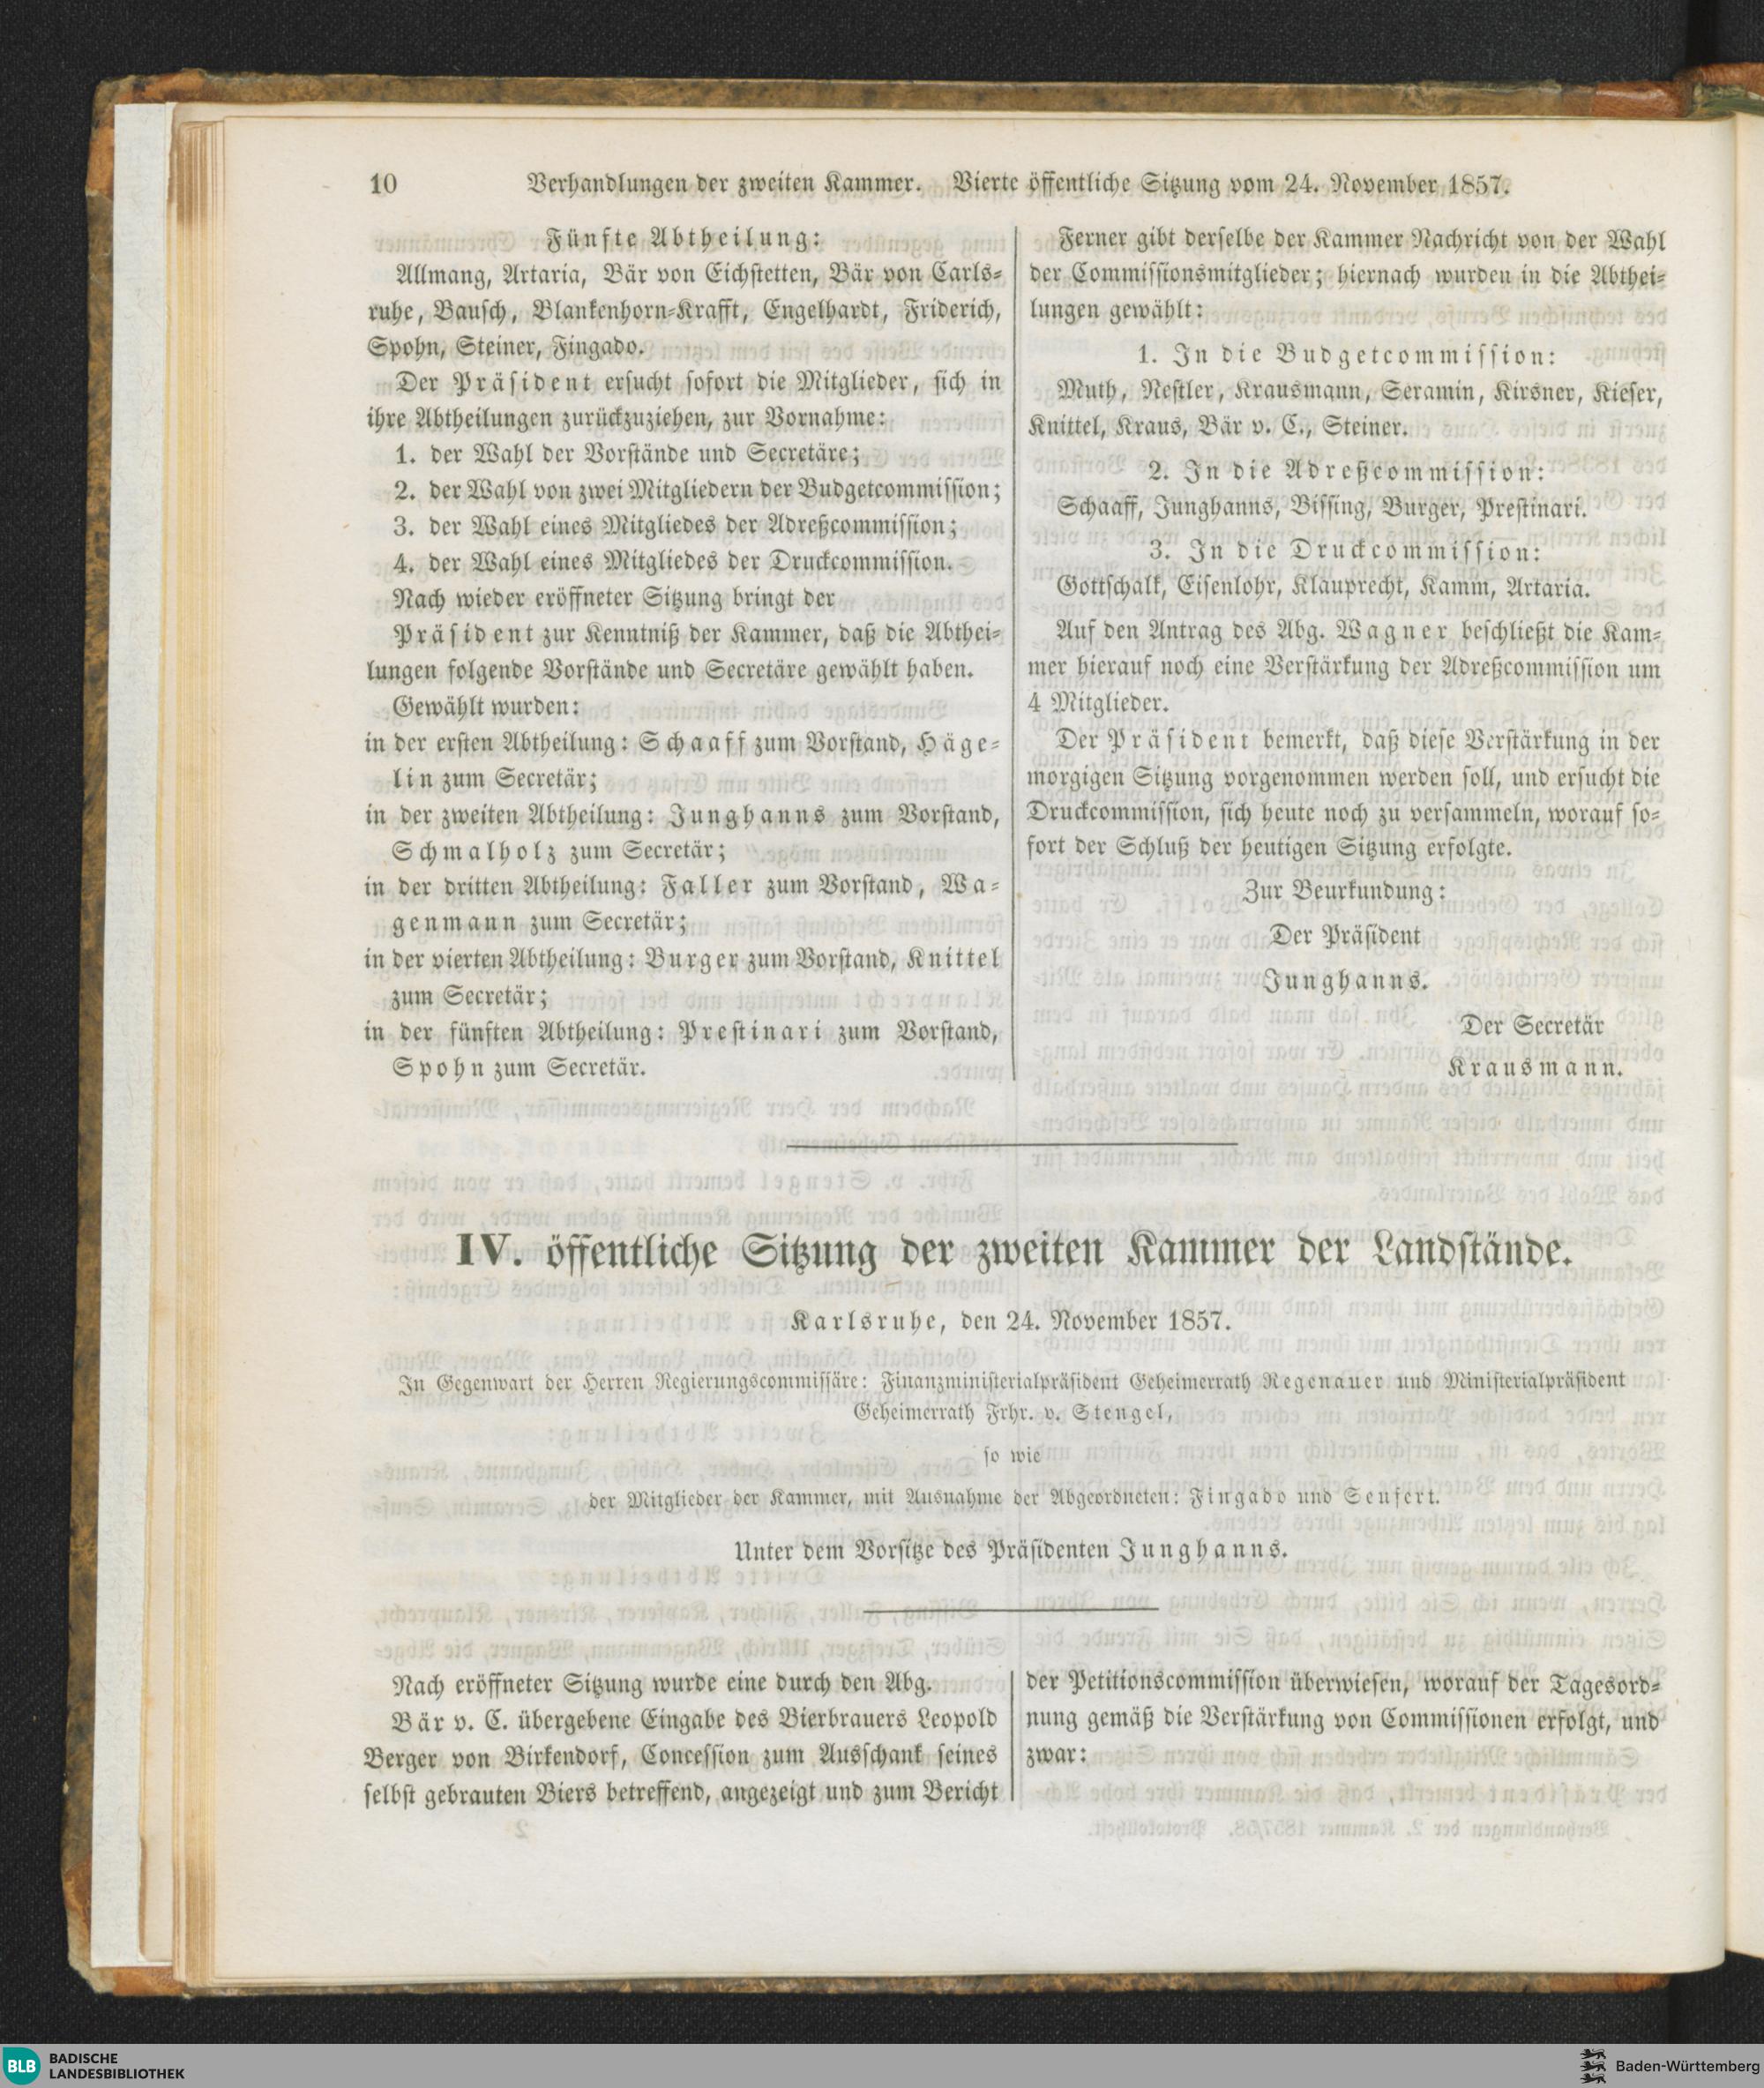 10 Verhandlungen der zweiten Kammer. Vierte öffentliche Sitzung vom 24. November 1857.
Fünfte Abtheilung:
Allmang, Artaria, Bär von Eichstetten, Bär von Carls-
ruhe, Bausch, Blankenhorn-Krafft, Engelhardt, Friderich,
Spohn, Steiner, Fingado.
Der Präsident ersucht sofort die Mitglieder, sich in
ihre Abtheilungen zurückzuziehen, zur Vornahme:
1. der Wahl der Vorstände und Secretäre;
2. der Wahl von zwei Mitgliedern der Budgetcommission;
3. der Wahl eines Mitgliedes der Adreßcommission;
4. der Wahl eines Mitgliedes der Druckcommission.
Nach wieder eröffneter Sitzung bringt der
Präsident zur Kenntniß der Kammer, daß die Abthei-
lungen folgende Vorstände und Secretäre gewählt haben.
Gewählt wurden:
in der ersten Abtheilung: Schaaff zum Vorstand, Häge-
lin zum Secretär;
in der zweiten Abtheilung: Junghanns zum Vorstand,
Schmalholz zum Secretär;
in der dritten Abtheilung: Faller zum Vorstand, Wa-
genmann zum Secretär;
in der vierten Abtheilung: Burger zum Vorstand, Knittel
zum Secretär;
in der fünften Abtheilung: Prestinari zum Vorstand,
Spohn zum Secretär.
Ferner gibt derselbe der Kammer Nachricht von der Wahl
der Commissionsmitglieder; hiernach wurden in die Abthei-
lungen gewählt:
1. In die Budgetcommission:
Muth, Nestler, Krausmann, Seramin, Kirsner, Kieser,
Knittel, Kraus, Bär v. C., Steiner.
2. In die Adreßcommission:
Schaaff, Junghanns, Bissing, Burger, Prestinari.
3. In die Druckcommission:
Gottschalk, Eisenlohr, Klauprecht, Kamm, Artaria.
Auf den Antrag des Abg. Wagner beschließt die Kam-
mer hierauf noch eine Verstärkung der Adreßcommission um
4 Mitglieder.
Der Präsident bemerkt, daß diese Verstärkung in der
morgigen Sitzung vorgenommen werden soll, und ersucht die
Druckcommission, sich heute noch zu versammeln, worauf so-
fort der Schluß der heutigen Sitzung erfolgte.
Zur Beurkundung:
Der Präsident
Junghanns.
Der Secretär
Krausmann.
IV. öffentliche Sitzung der zweiten Kammer der Landstände.
Karlsruhe, den 24. November 1857.
In Gegenwart der Herren Regierungscommissäre: Finanzministerialpräsident Geheimerrath Regenauer und Ministerialpräsident
Geheimerrath Frhr. v. Stengel,
so wie
der Mitglieder der Kammer, mit Ausnahme der Abgeordneten: Fingado und Seufert.
Unter dem Vorsitze des Präsidenten Junghanns.
Nach eröffneter Sitzung wurde eine durch den Abg.
Bär v. C. übergebene Eingabe des Bierbrauers Leopold
Berger von Birkendorf, Concession zum Ausschank seines
selbst gebrauten Biers betreffend, angezeigt und zum Bericht
der Petitionscommission überwiesen, worauf der Tagesord-
nung gemäß die Verstärkung von Commissionen erfolgt, und
zwar:
BLB BADISCHE
LANDESBIBLIOTHEK
Baden-Württemberg